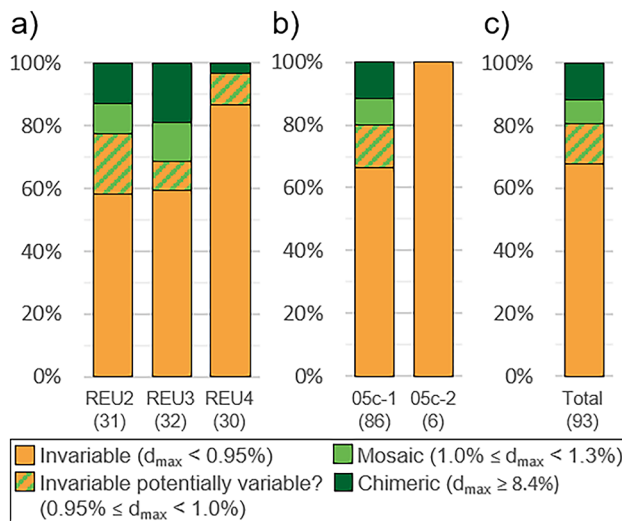 a)
100%
80%
60%
40%
20%
0%
REU2 REU3 REU4
(31) (32) (30)
b)
100%
80%
60%
40%
20%
0%
05c-1 05c-2
(86) (6)
c)
100%
80%
60%
40%
20%
0%
Total
(93)
Invariable (dmax < 0.95%)
Invariable potentially variable?
(0.95% ≤ dmax < 1.0%)
Mosaic (1.0% ≤ dmax < 1.3%)
Chimeric (dmax ≥ 8.4%)